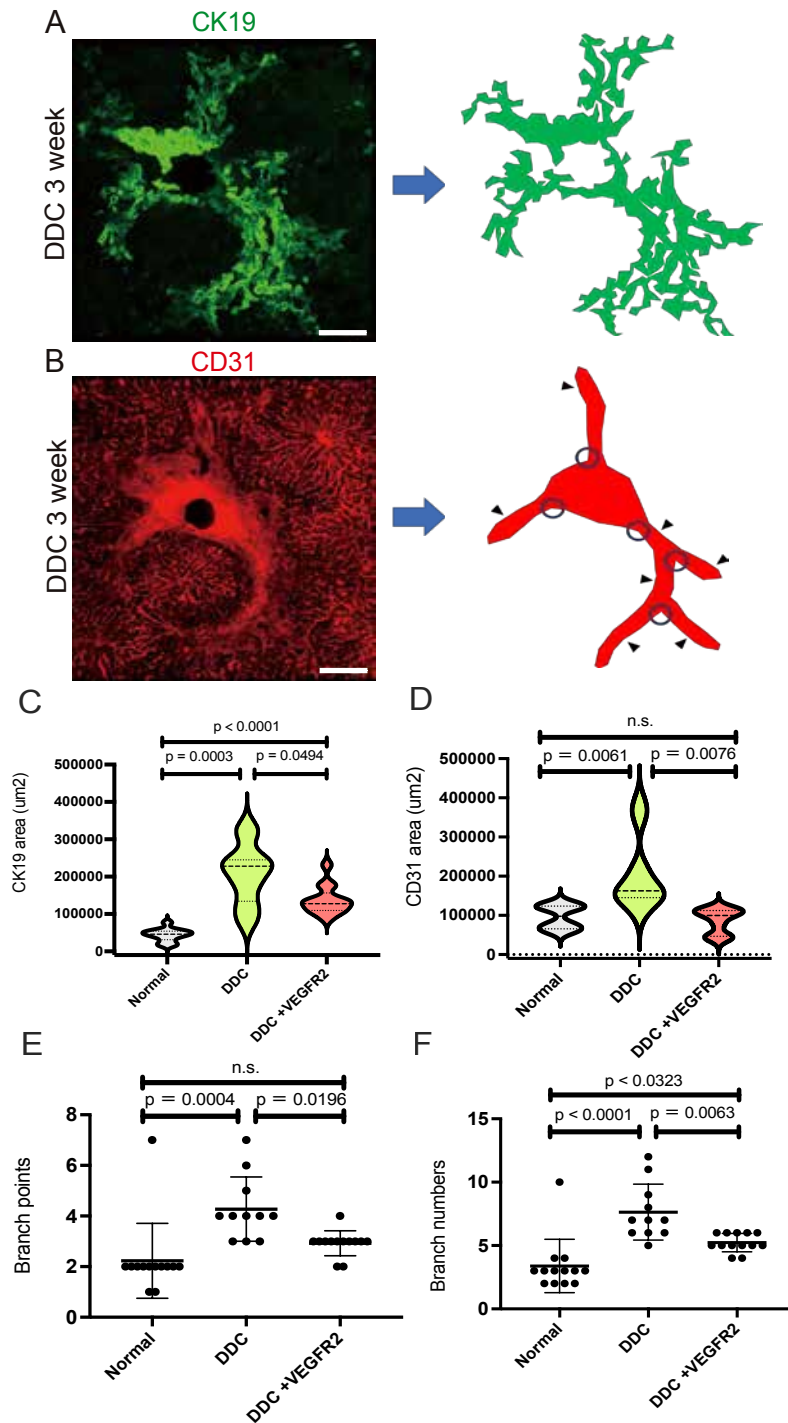 A
CK19
DDC 3 week
B
CD31
DDC 3 week
C
p < 0.0001
p = 0.0003
p = 0.0494
CK19 area (um2)
500000
400000
300000
200000
100000
0
Normal
DDC
DDC +VEGFR2
D
n.s.
p = 0.0061
p = 0.0076
CD31 area (um2)
500000
400000
300000
200000
100000
0
Normal
DDC
DDC +VEGFR2
E
n.s.
p = 0.0004
p = 0.0196
Branch points
8
6
4
2
0
Normal
DDC
DDC +VEGFR2
F
p < 0.0323
p < 0.0001
p = 0.0063
Branch numbers
15
10
5
0
Normal
DDC
DDC +VEGFR2